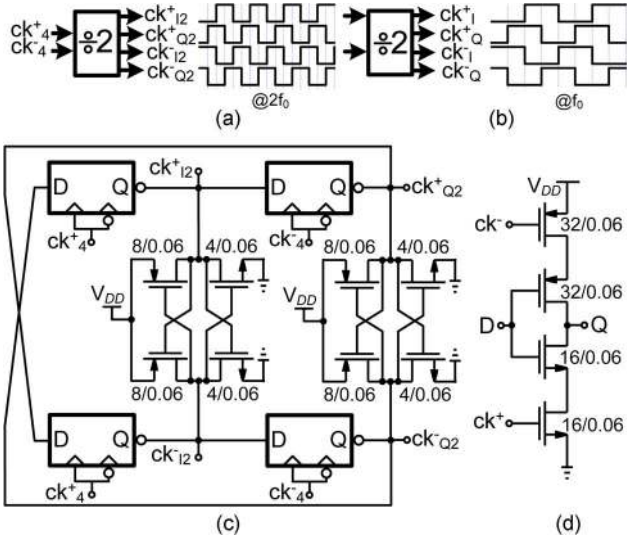 ck+4
ck-4
÷2
ck+I2
ck+Q2
ck-I2
ck-Q2
@2f0
(a)
÷2
ck+I
ck+Q
ck-I
ck-Q
@f0
(b)
ck+I2
D Q
ck+4
D Q
ck-4
ck+Q2
8/0.06 4/0.06
VDD
8/0.06 4/0.06
8/0.06 4/0.06
VDD
8/0.06 4/0.06
D Q
ck+4
ck-I2
D Q
ck-4
ck-Q2
(c)
VDD
ck-
32/0.06
32/0.06
D Q
16/0.06
ck+
16/0.06
(d)